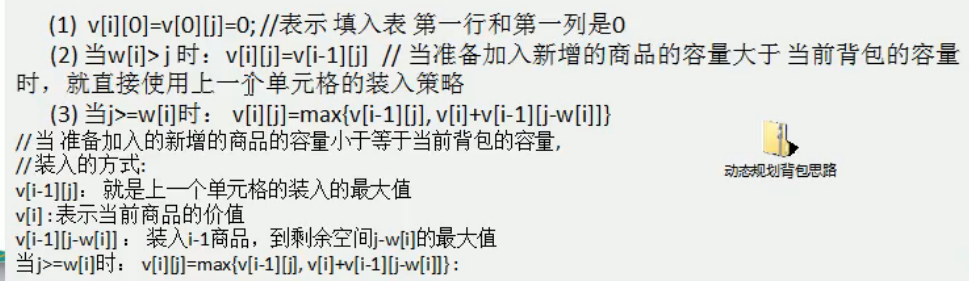 (1) v[i][0]=v[0][j]=0; //表示 填入表 第一行和第一列是0
(2) 当w[i]> j 时：v[i][j]=v[i-1][j] // 当准备加入新增的商品的容量大于 当前背包的容量
时，就直接使用上一个单元格的装入策略
(3) 当j>=w[i]时： v[i][j]=max{v[i-1][j], v[i]+v[i-1][j-w[i]]}
// 当 准备加入的新增的商品的容量小于等于当前背包的容量,
// 装入的方式:
v[i-1][j]： 就是上一个单元格的装入的最大值
v[i] : 表示当前商品的价值
v[i-1][j-w[i]] ： 装入i-1商品，到剩余空间j-w[i]的最大值
当j>=w[i]时： v[i][j]=max{v[i-1][j], v[i]+v[i-1][j-w[i]]} :
动态规划背包思路